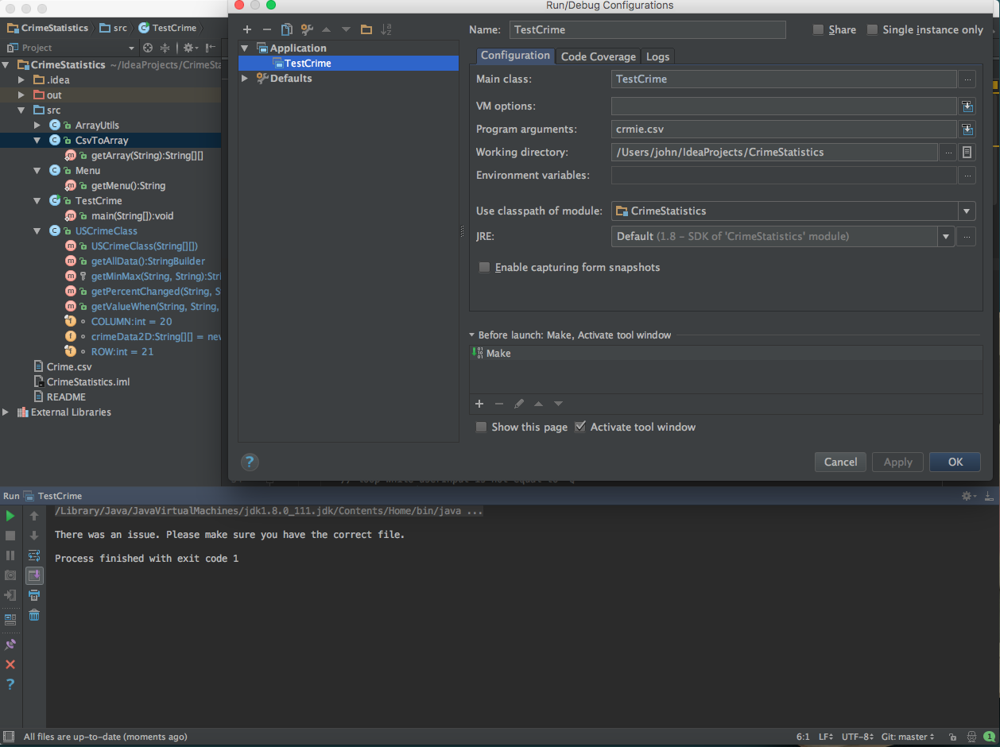 Run/Debug Configurations
CrimeStatistics src TestCrime
Project
CrimeStatistics ~/IdeaProjects/CrimeSta
.idea
out
src
ArrayUtils
CsvToArray
getArray(String):String[][]
Menu
getMenu():String
TestCrime
main(String[]):void
USCrimeClass
USCrimeClass(String[][])
getAllData():StringBuilder
getMinMax(String, String):Stri
getPercentChanged(String, S
getValueWhen(String, String,
COLUMN:int = 20
crimeData2D:String[][] = nev
ROW:int = 21
Crime.csv
CrimeStatistics.iml
README
External Libraries
Application
TestCrime
Defaults
Name: TestCrime Share Single instance only
Configuration Code Coverage Logs
Main class: TestCrime ...
VM options:
Program arguments: crmie.csv
Working directory: /Users/john/IdeaProjects/CrimeStatistics ...
Environment variables: ...
Use classpath of module: CrimeStatistics
JRE: Default (1.8 – SDK of 'CrimeStatistics' module) ...
Enable capturing form snapshots
Before launch: Make, Activate tool window
Make
Show this page Activate tool window
? Cancel Apply OK
Run TestCrime
/Library/Java/JavaVirtualMachines/jdk1.8.0_111.jdk/Contents/Home/bin/java ...
There was an issue. Please make sure you have the correct file.
Process finished with exit code 1
All files are up-to-date (moments ago) 6:1 LF UTF-8 Git: master 1